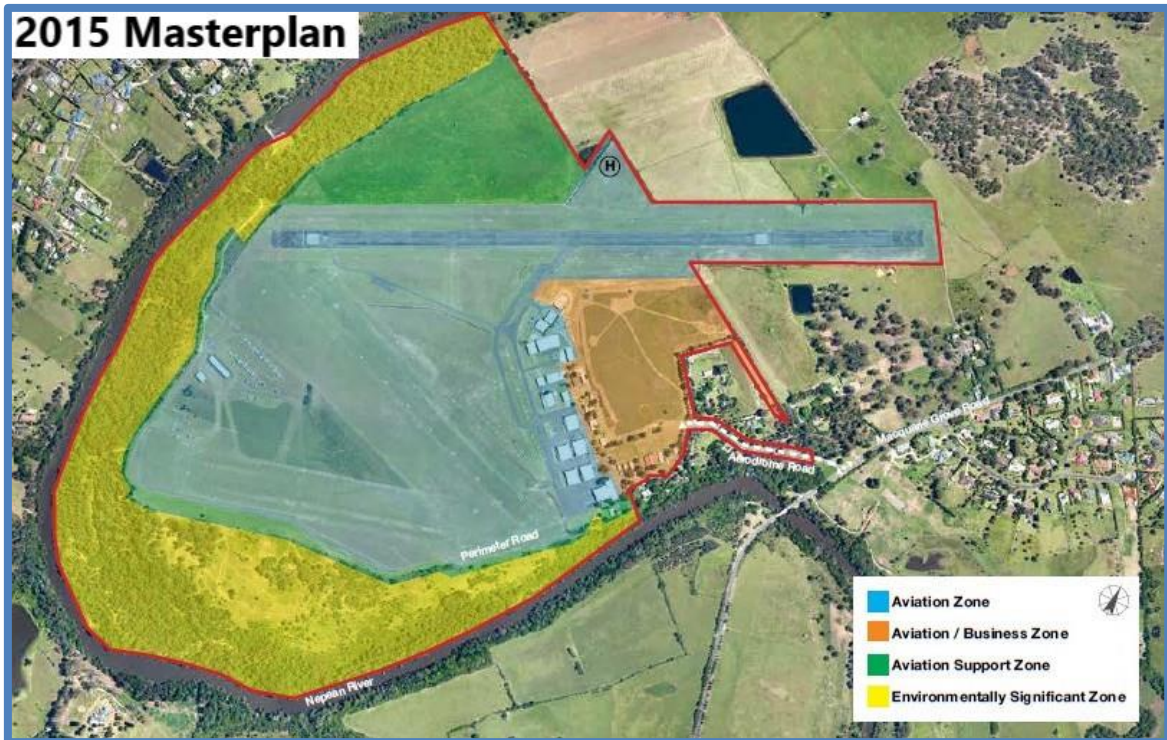 2015 Masterplan
H
Macquarie Grove Road
Aerodrome Road
Perimeter Road
Nepean River
Aviation Zone
Aviation / Business Zone
Aviation Support Zone
Environmentally Significant Zone